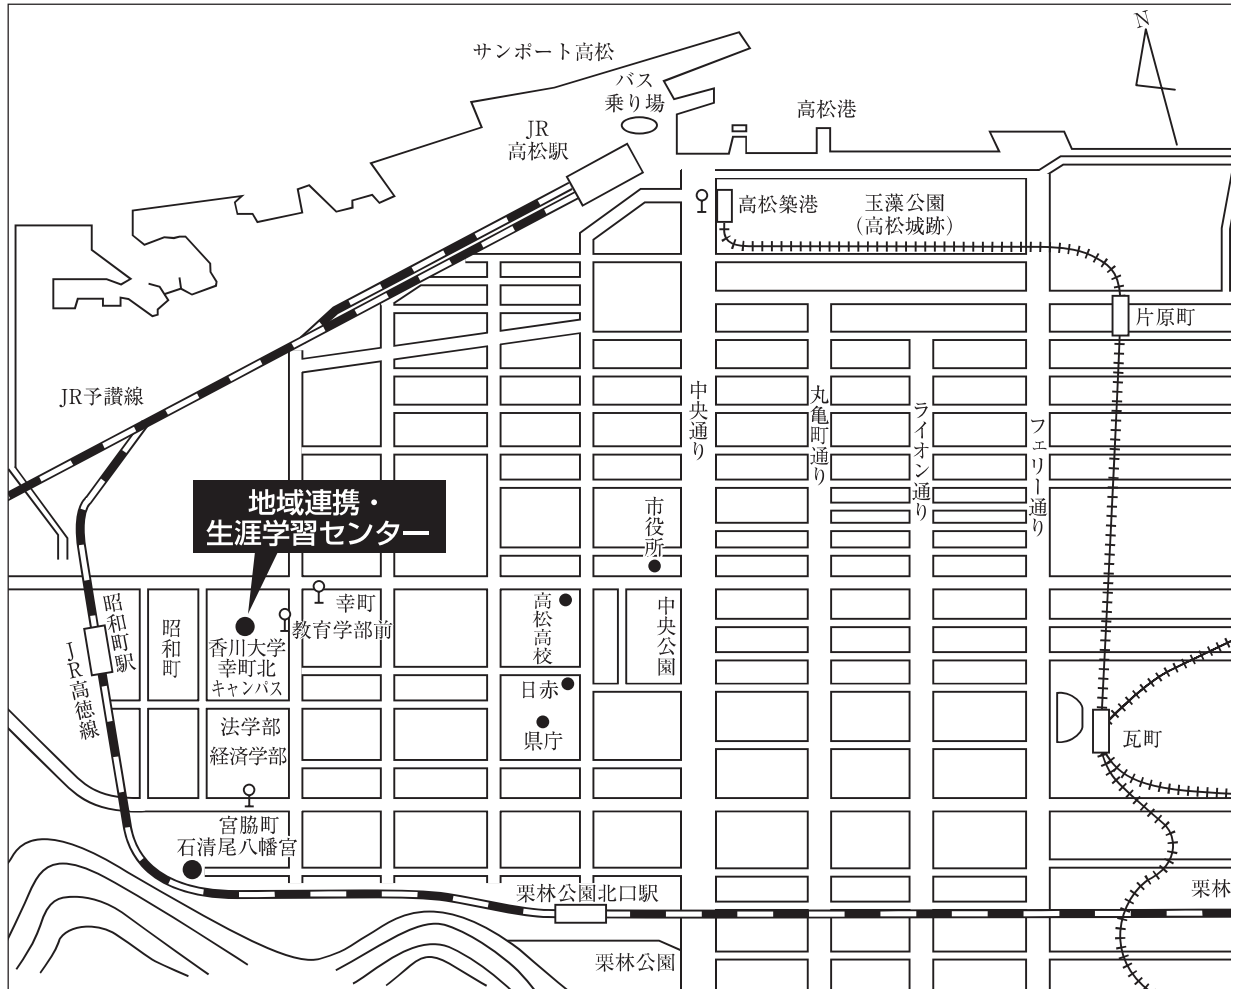 N
サンポート高松
バス
乗り場
高松港
JR
高松駅
高松築港
玉藻公園
(高松城跡)
片原町
JR予讃線
中央通り
丸亀町通り
ライオン通り
フェリー通り
地域連携・
生涯学習センター
市役所
昭和町駅
昭和町
幸町
教育学部前
高松高校
中央公園
香川大学
幸町北
キャンパス
JR高徳線
日赤
法学部
経済学部
県庁
瓦町
宮脇町
石清尾八幡宮
栗林公園北口駅
栗林
栗林公園